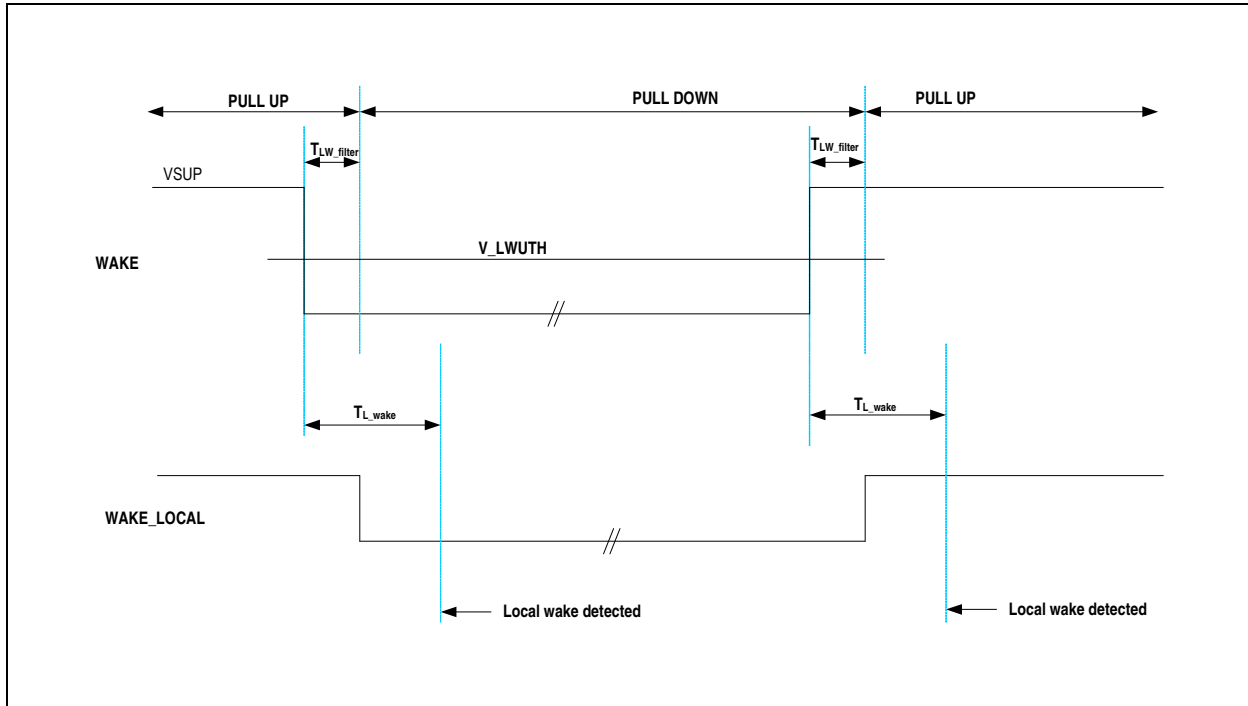 PULL UP
PULL DOWN
PULL UP
TLW_filter
TLW_filter
VSUP
V_LWUTH
WAKE
TL_wake
TL_wake
WAKE_LOCAL
Local wake detected
Local wake detected